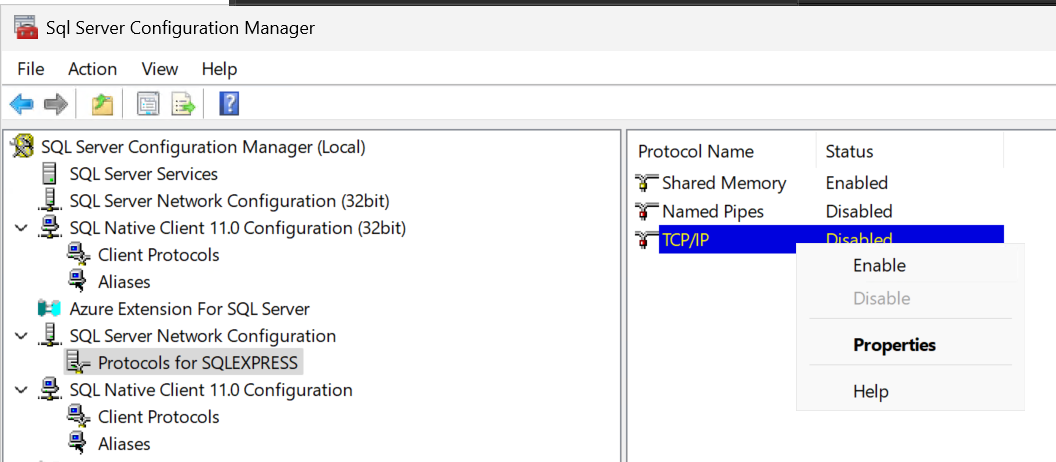 Sql Server Configuration Manager
File Action View Help
SQL Server Configuration Manager (Local)
SQL Server Services
SQL Server Network Configuration (32bit)
SQL Native Client 11.0 Configuration (32bit)
Client Protocols
Aliases
Azure Extension For SQL Server
SQL Server Network Configuration
Protocols for SQLEXPRESS
SQL Native Client 11.0 Configuration
Client Protocols
Aliases
Protocol Name Status
Shared Memory Enabled
Named Pipes Disabled
TCP/IP Disabled
Enable
Disable
Properties
Help